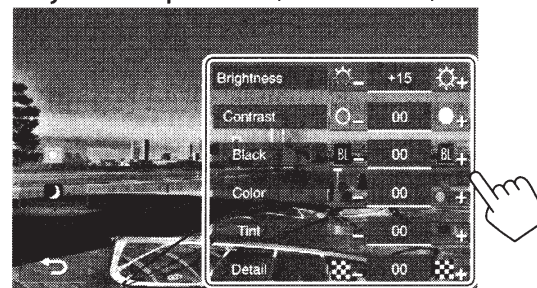 Brightness − +15 +
Contrast − 00 +
Black BL − 00 BL +
Color − 00 +
Tint − 00 +
Detail − 00 +